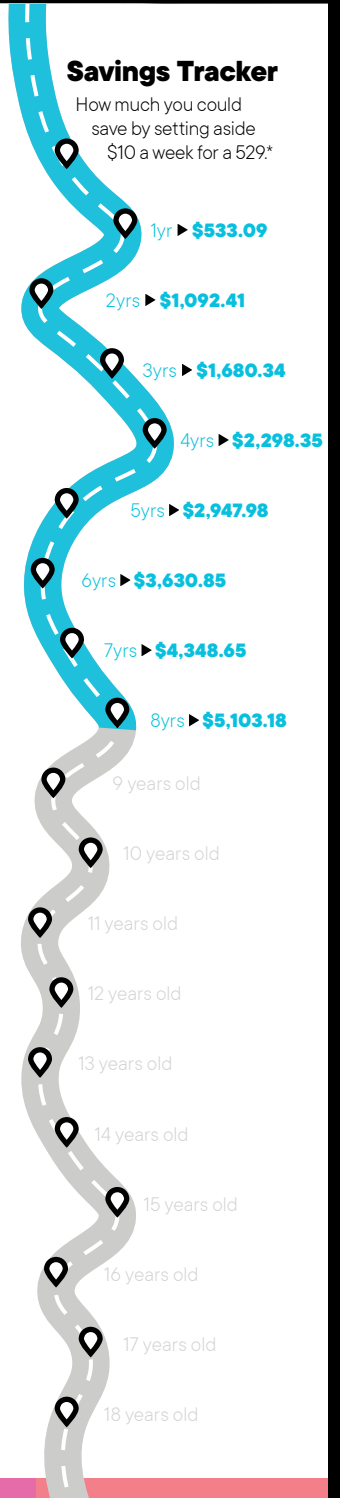 Savings Tracker
How much you could
save by setting aside
$10 a week for a 529.*
1yr ▶ $533.09
2yrs ▶ $1,092.41
3yrs ▶ $1,680.34
4yrs ▶ $2,298.35
5yrs ▶ $2,947.98
6yrs ▶ $3,630.85
7yrs ▶ $4,348.65
8yrs ▶ $5,103.18
9 years old
10 years old
11 years old
12 years old
13 years old
14 years old
15 years old
16 years old
17 years old
18 years old